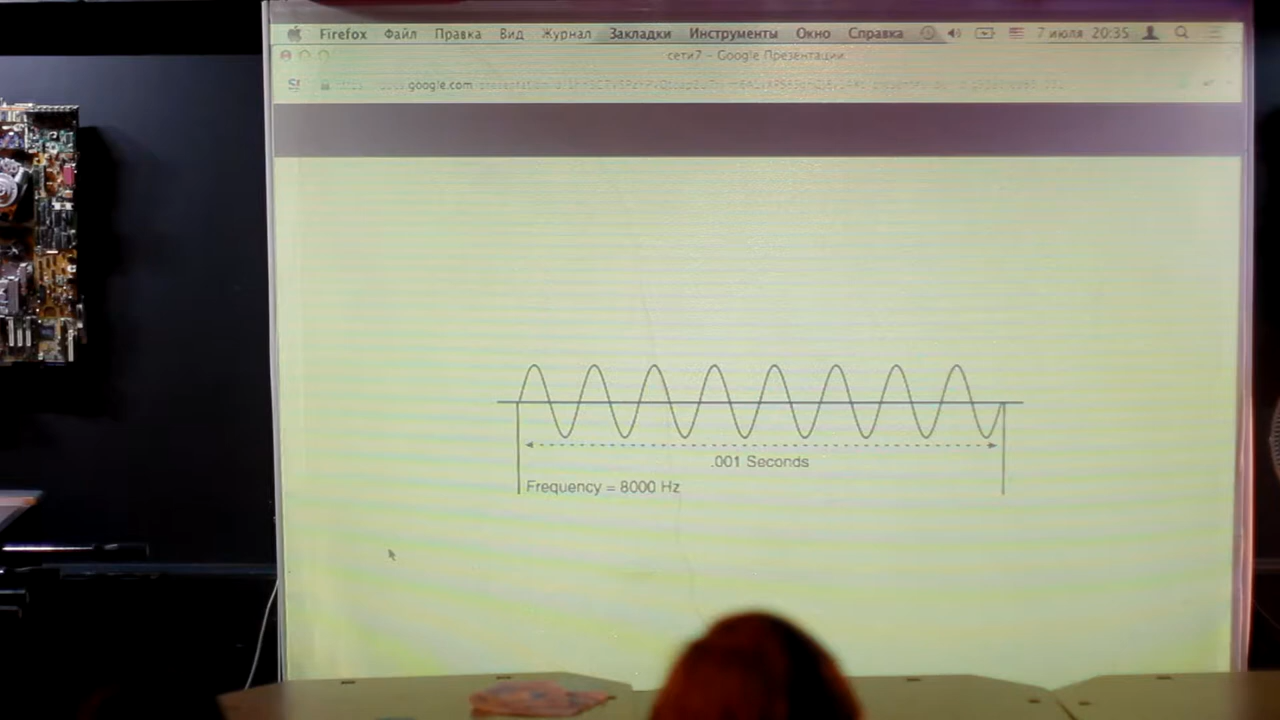 Firefox Файл Правка Вид Журнал Закладки Инструменты Окно Справка 7 июля 20:35
сети7 – Google Презентации
google.com
.001 Seconds
Frequency = 8000 Hz